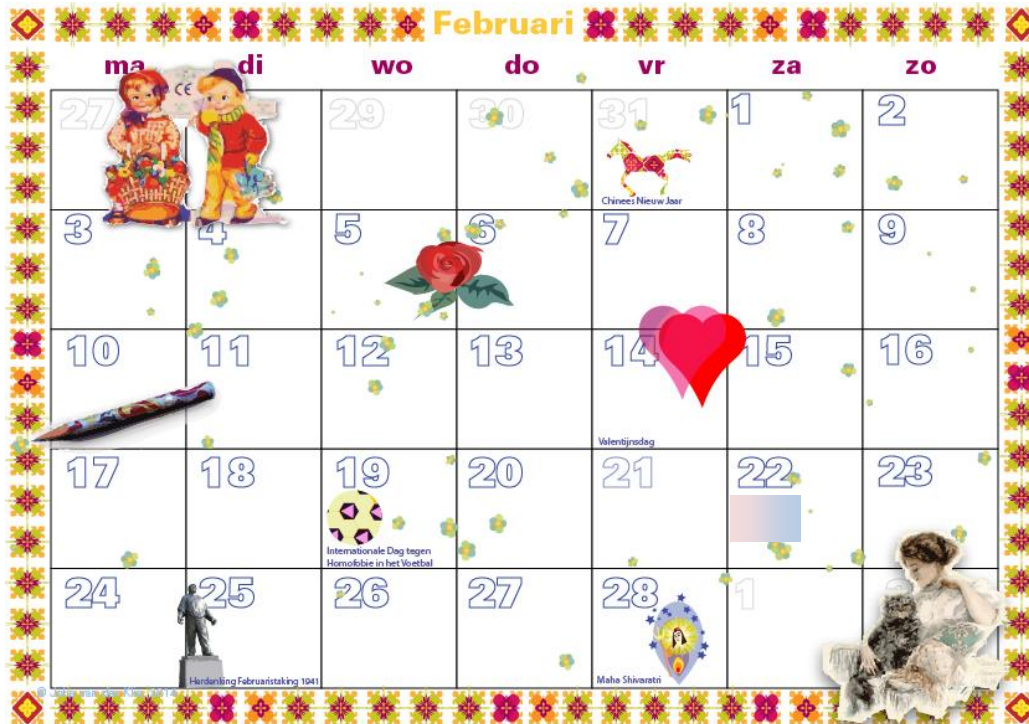 Februari
ma di wo do vr za zo
27 29 30 31 1 2
CE
Chinees Nieuw Jaar
3 4 5 6 7 8 9
10 11 12 13 14 15 16
Valentijnsdag
17 18 19 20 21 22 23
Internationale Dag tegen
Homofobie in het Voetbal
24 25 26 27 28 1
Herdenking Februaristaking 1941
Maha Shivaratri